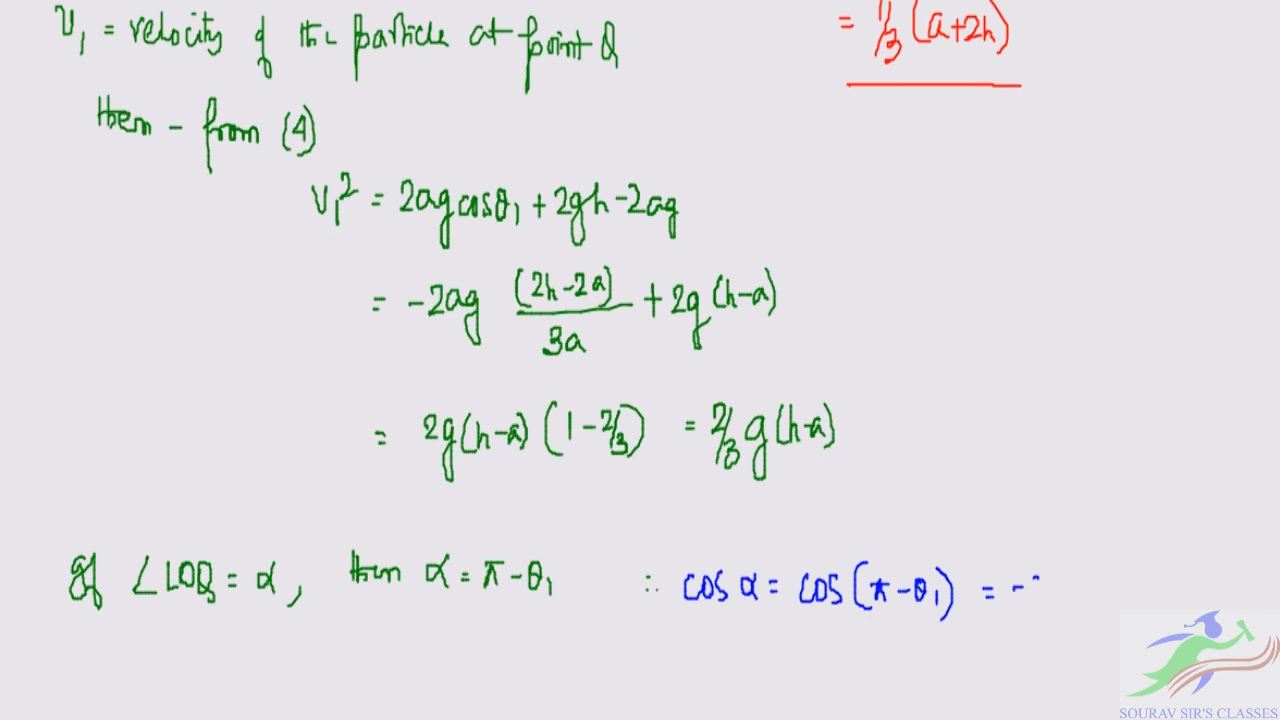 V₁ = velocity of the particle at point Q
= 1/3 (a+2h)
then - from (4)
V₁² = 2ag cosθ₁ + 2gh - 2ag
= -2ag (2h-2a)/3a + 2g (h-a)
= 2g(h-a) (1-2/3) = 2/3 g(h-a)
If ∠LOQ = α, then α = π-θ₁ ∴ cos α = cos(π-θ₁) = -
SOURAV SIR'S CLASSES